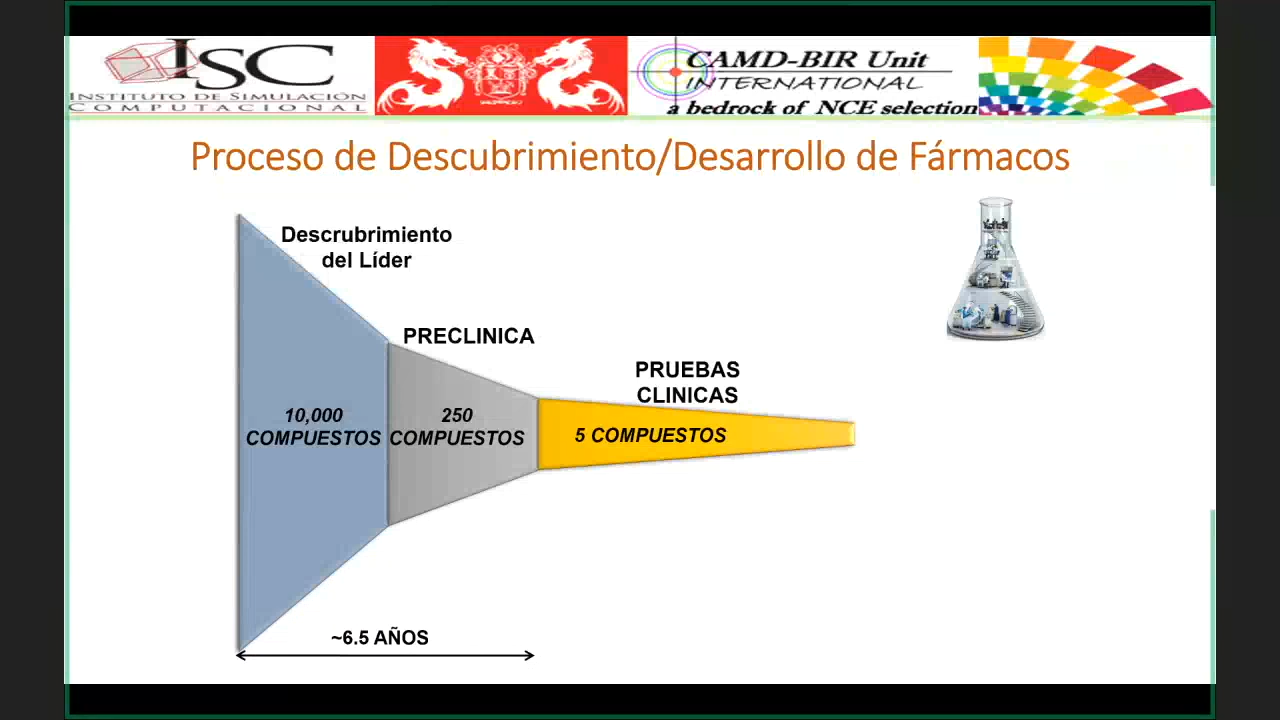 ISC
INSTITUTO DE SIMULACIÓN
COMPUTACIONAL
CAMD-BIR Unit
INTERNATIONAL
a bedrock of NCE selection
Proceso de Descubrimiento/Desarrollo de Fármacos
Descrubrimiento
del Líder
PRECLINICA
PRUEBAS
CLINICAS
10,000
COMPUESTOS
250
COMPUESTOS
5 COMPUESTOS
~6.5 AÑOS